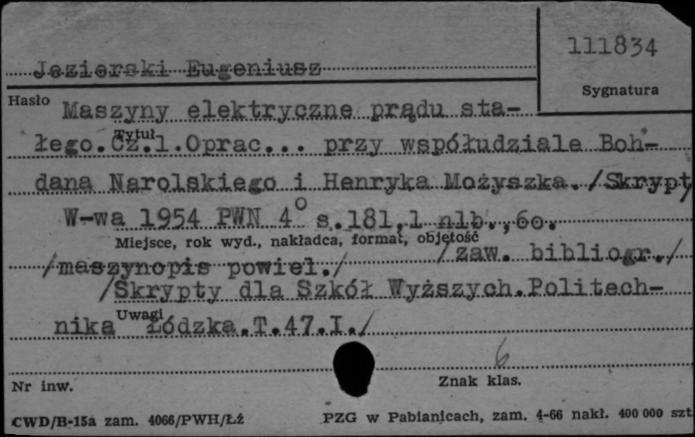 111834
Jezierski Eugeniusz
Sygnatura
Hasło
Maszyny elektryczne prądu sta-
Tytuł
łego.Cz.1.Oprac... przy współudziale Boh-
dana Narolskiego i Henryka Możyszka./Skrypt/
W-wa 1954 PWN 4° s.181,1 nlb.,60.
Miejsce, rok wyd., nakładca, format, objętość
/zaw. bibliogr./
/maszynopis powiel./
/Skrypty dla Szkół Wyższych.Politech-
Uwagi
nika Łódzka.T.47.I./
6
Nr inw.
Znak klas.
CWD/B-15a zam. 4066/PWH/Łź
PZG w Pabianicach, zam. 4-66 nakł. 400 000 szt